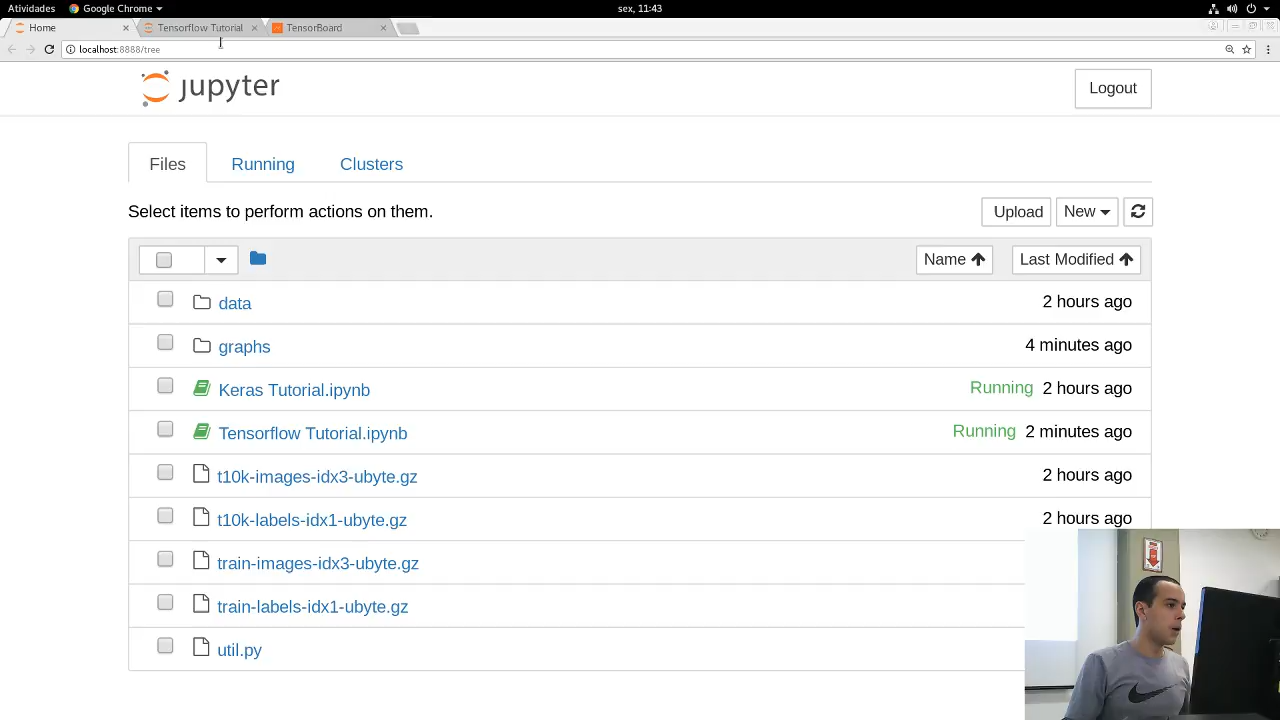 Atividades Google Chrome sex, 11:43
Home Tensorflow Tutorial TensorBoard
localhost:8888/tree
jupyter Logout
Files Running Clusters
Select items to perform actions on them. Upload New
Name Last Modified
data 2 hours ago
graphs 4 minutes ago
Keras Tutorial.ipynb Running 2 hours ago
Tensorflow Tutorial.ipynb Running 2 minutes ago
t10k-images-idx3-ubyte.gz 2 hours ago
t10k-labels-idx1-ubyte.gz 2 hours ago
train-images-idx3-ubyte.gz
train-labels-idx1-ubyte.gz
util.py